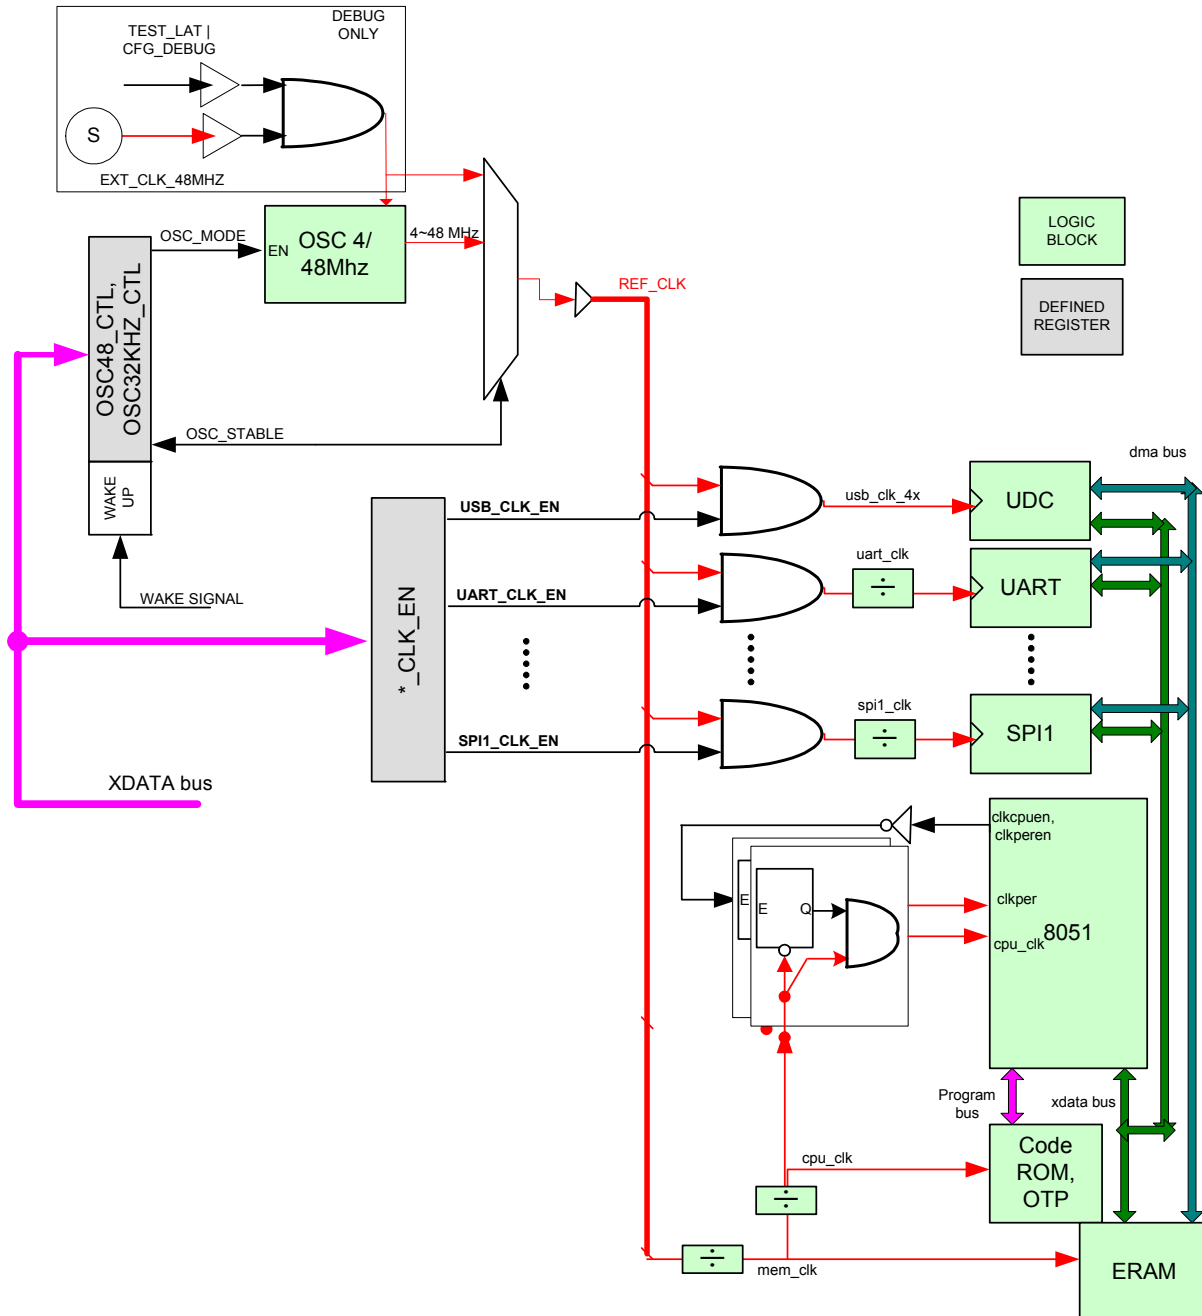 DEBUG
ONLY
TEST_LAT |
CFG_DEBUG
S
EXT_CLK_48MHZ
OSC_MODE
EN
OSC 4/
48Mhz
4~48 MHz
REF_CLK
LOGIC
BLOCK
DEFINED
REGISTER
OSC48_CTL,
OSC32KHZ_CTL
OSC_STABLE
WAKE
UP
WAKE SIGNAL
dma bus
*_CLK_EN
USB_CLK_EN
usb_clk_4x
UDC
UART_CLK_EN
uart_clk
÷
UART
SPI1_CLK_EN
spi1_clk
÷
SPI1
XDATA bus
clkcpuen,
clkperen
E
E
Q
clkper
cpu_clk
8051
Program
bus
xdata bus
cpu_clk
÷
Code
ROM,
OTP
÷
mem_clk
ERAM